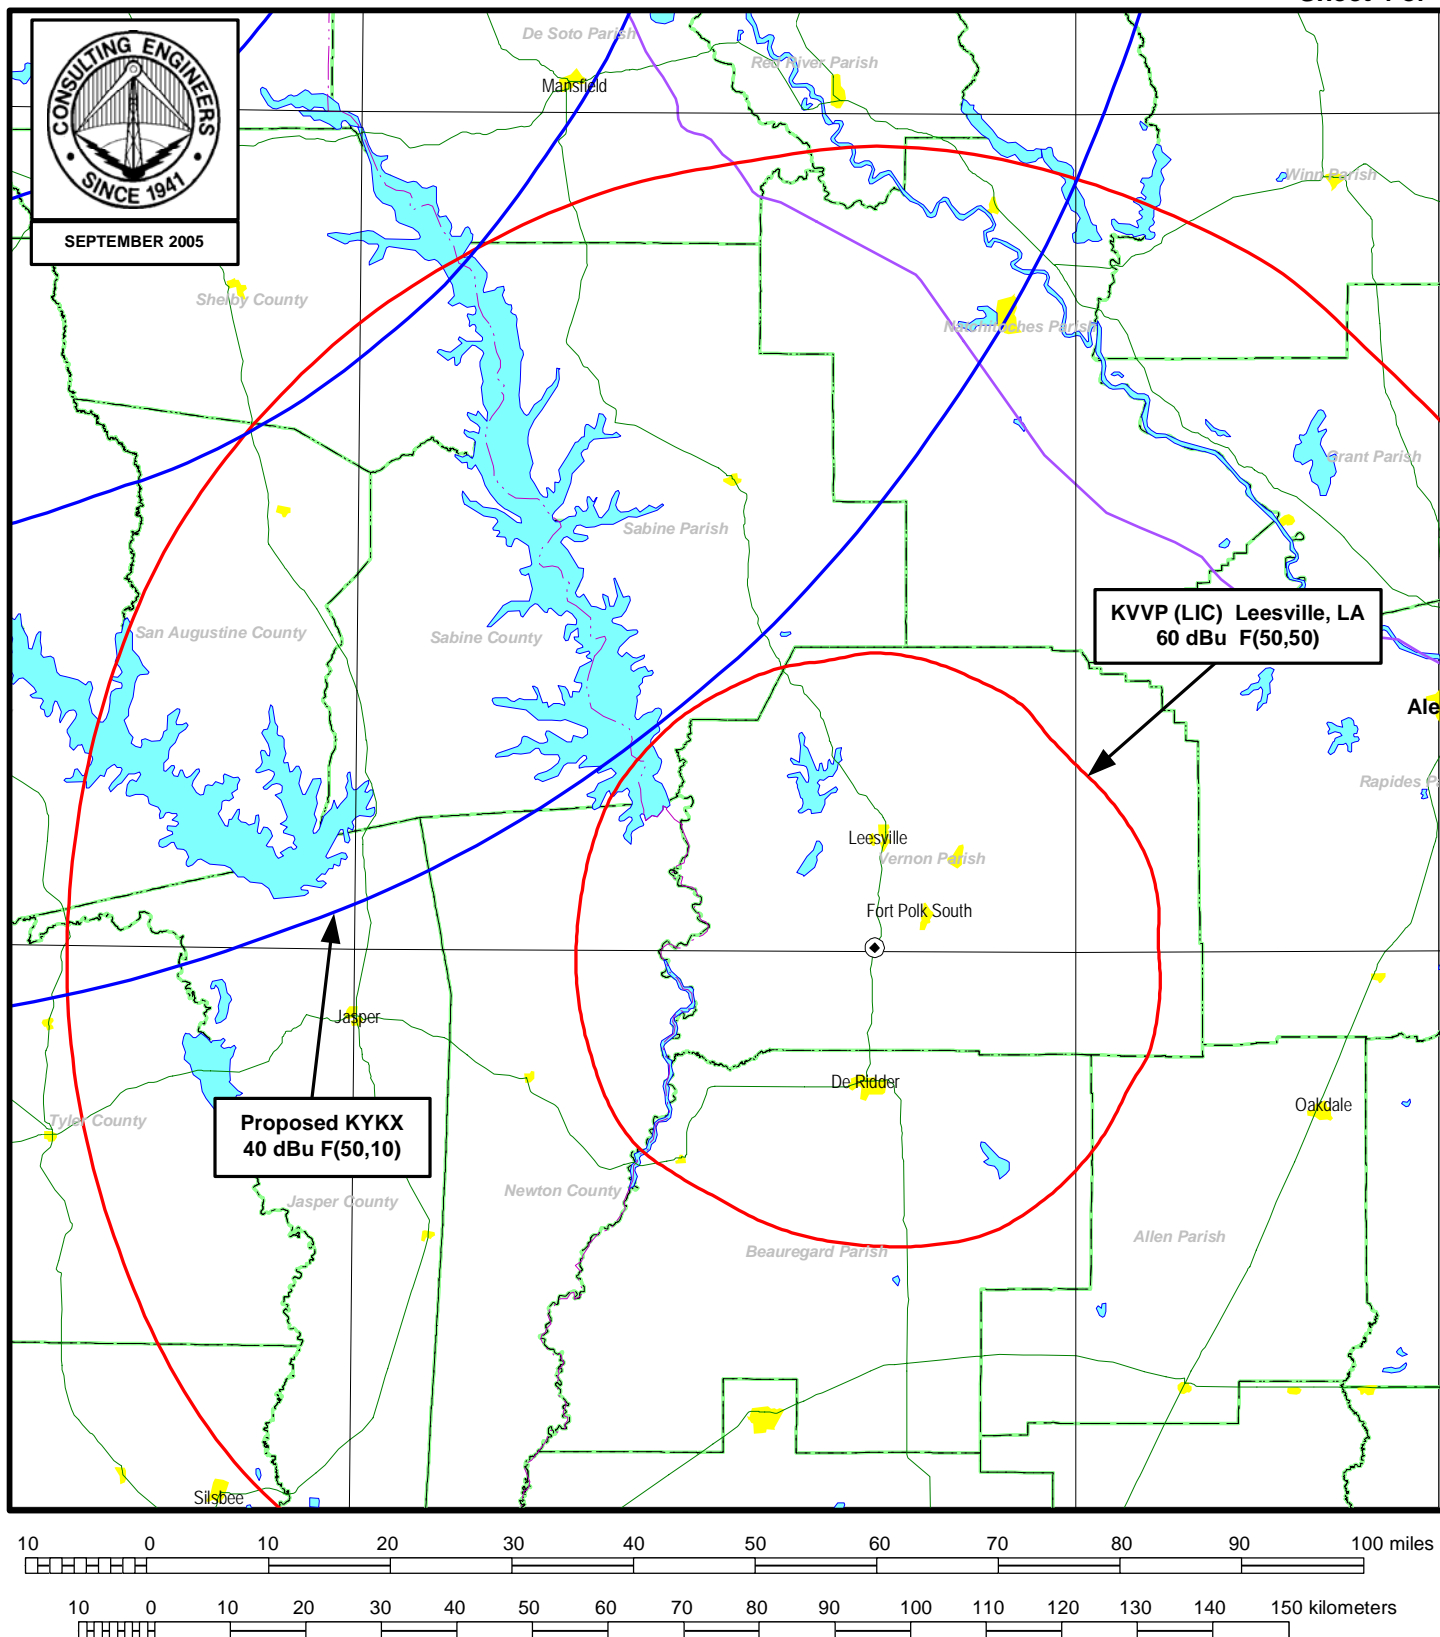 CONSULTING ENGINEERS
SINCE 1941
SEPTEMBER 2005
De Soto Parish
Mansfield
Red River Parish
Winn Parish
Shelby County
Natchitoches Parish
Grant Parish
Sabine Parish
San Augustine County
Sabine County
KVVP (LIC) Leesville, LA
60 dBu F(50,50)
Ale
Rapides P
Leesville
Vernon Parish
Fort Polk South
Jasper
De Ridder
Oakdale
Tyler County
Proposed KYKX
40 dBu F(50,10)
Jasper County
Newton County
Beauregard Parish
Allen Parish
Silsbee
10 0 10 20 30 40 50 60 70 80 90 100 miles
10 0 10 20 30 40 50 60 70 80 90 100 110 120 130 140 150 kilometers